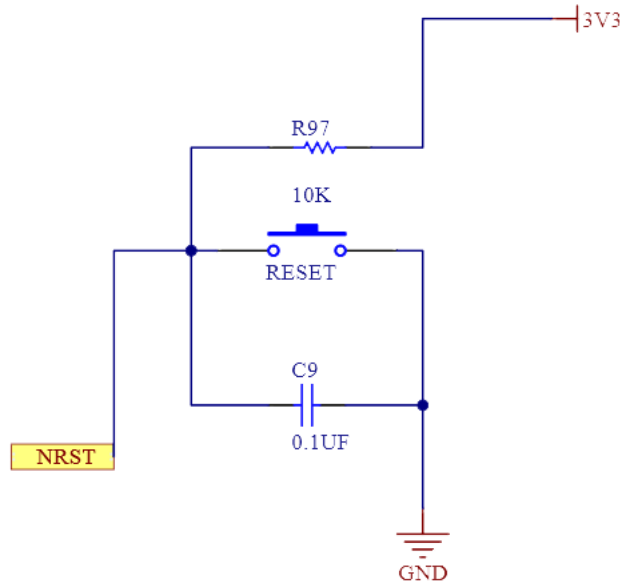 3V3
R97
10K
RESET
C9
0.1UF
NRST
GND